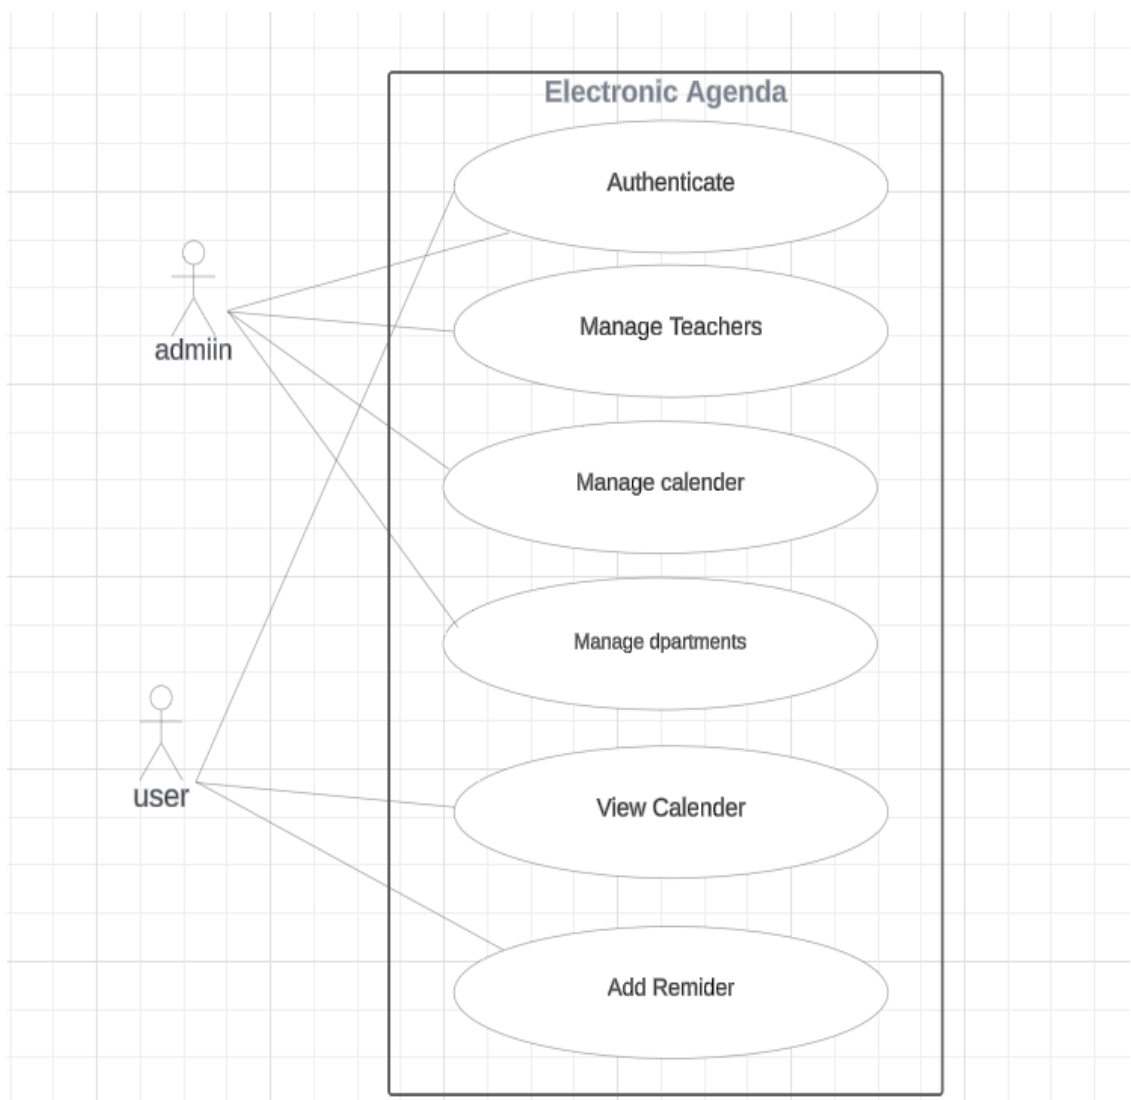 Electronic Agenda
Authenticate
Manage Teachers
admiin
Manage calender
Manage dpartments
user
View Calender
Add Remider